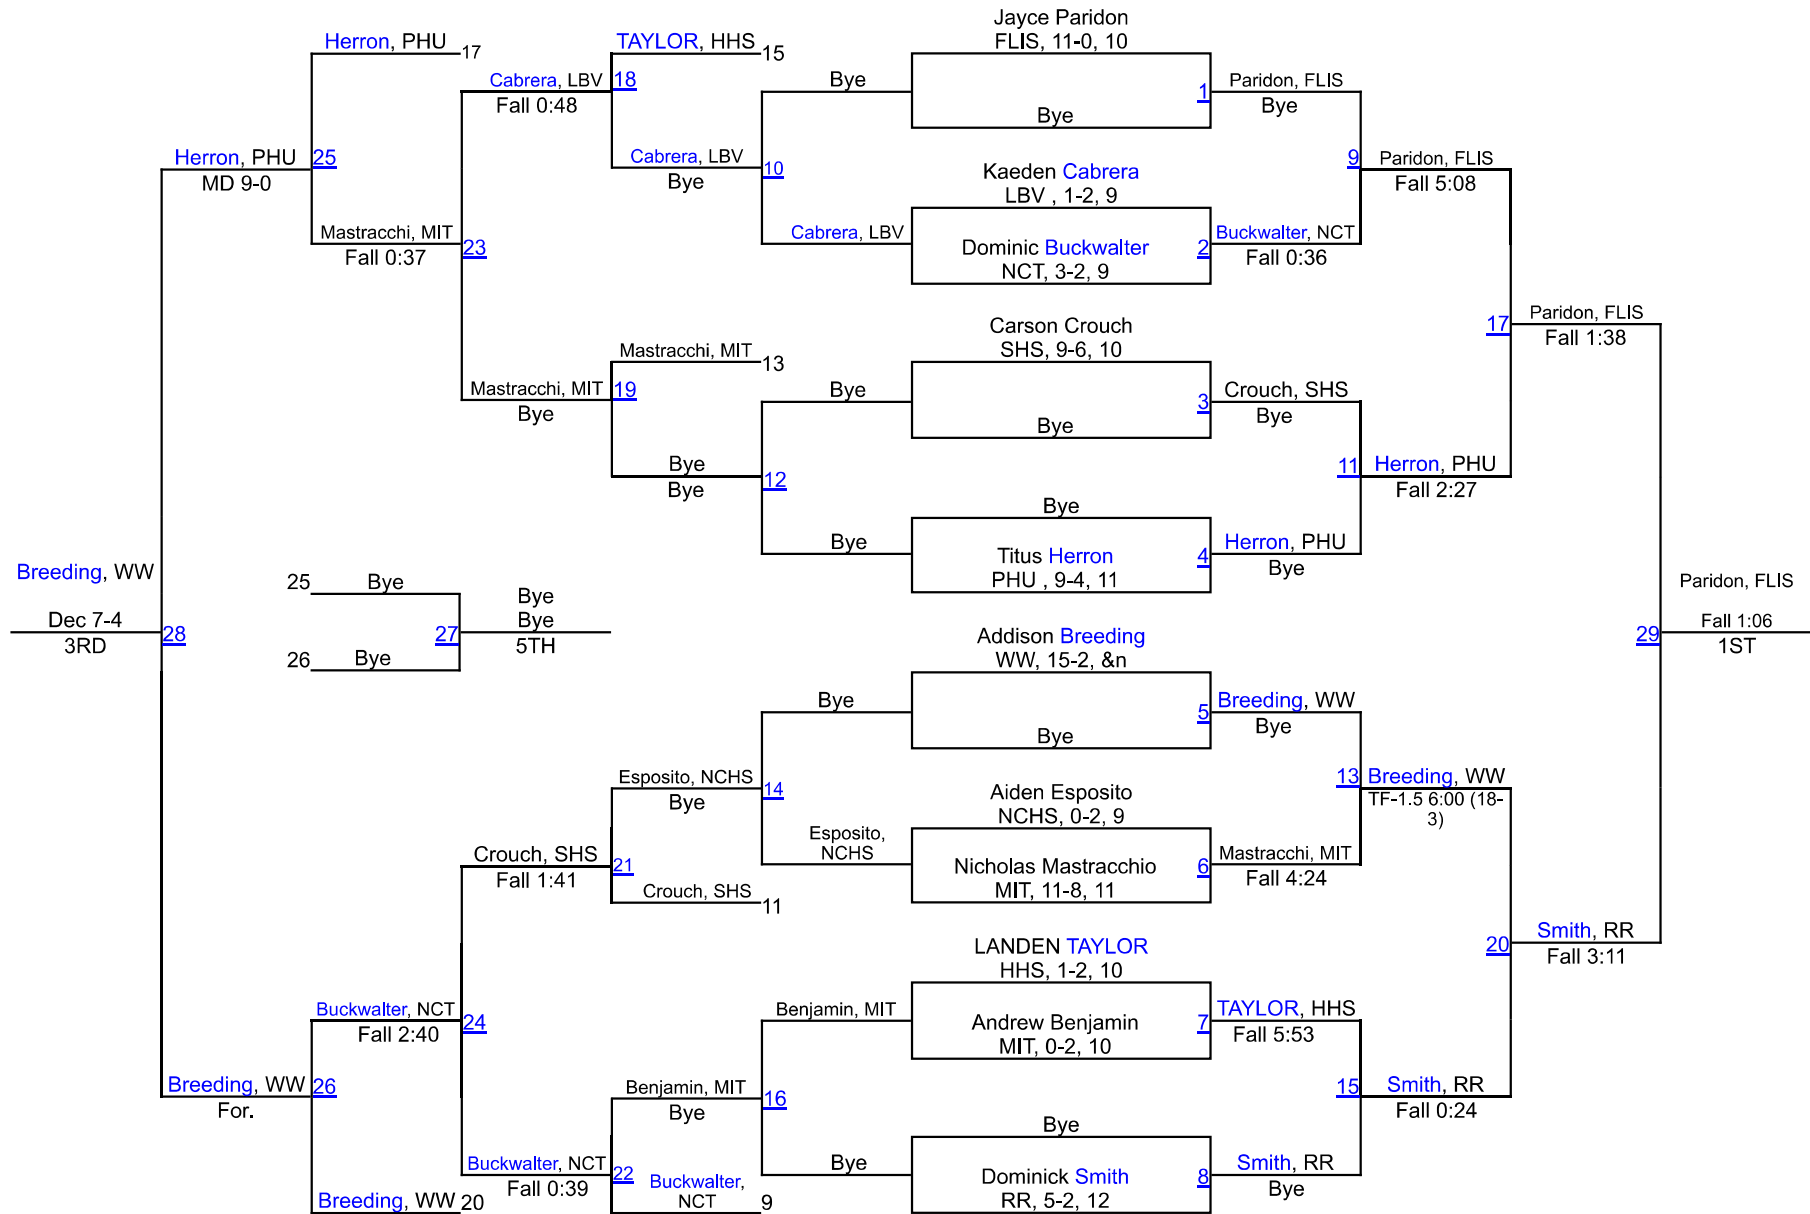 Jayce Paridon
FLIS, 11-0, 10
Herron, PHU
17
TAYLOR, HHS
15
Cabrera, LBV
18
Fall 0:48
Bye
1
Paridon, FLIS
Bye
Bye
Herron, PHU
25
MD 9-0
Cabrera, LBV
10
Bye
Kaeden Cabrera
LBV , 1-2, 9
9
Paridon, FLIS
Fall 5:08
Mastracchi, MIT
23
Fall 0:37
Cabrera, LBV
Dominic Buckwalter
NCT, 3-2, 9
2
Buckwalter, NCT
Fall 0:36
Carson Crouch
SHS, 9-6, 10
17
Paridon, FLIS
Fall 1:38
Mastracchi, MIT
13
Mastracchi, MIT
19
Bye
Bye
3
Crouch, SHS
Bye
Bye
Bye
12
Bye
11
Herron, PHU
Fall 2:27
Bye
Bye
Titus Herron
PHU , 9-4, 11
4
Herron, PHU
Bye
Breeding, WW
Dec 7-4
28
3RD
25
Bye
27
26
Bye
Bye
Bye
5TH
Paridon, FLIS
29
Fall 1:06
1ST
Addison Breeding
WW, 15-2, &n
Bye
5
Breeding, WW
Bye
Bye
Esposito, NCHS
14
Bye
Aiden Esposito
NCHS, 0-2, 9
13
Breeding, WW
TF-1.5 6:00 (18-
3)
Esposito,
NCHS
Nicholas Mastracchio
MIT, 11-8, 11
6
Mastracchi, MIT
Fall 4:24
Crouch, SHS
21
Fall 1:41
Crouch, SHS
11
LANDEN TAYLOR
HHS, 1-2, 10
20
Smith, RR
Fall 3:11
Buckwalter, NCT
24
Fall 2:40
Benjamin, MIT
Andrew Benjamin
MIT, 0-2, 10
7
TAYLOR, HHS
Fall 5:53
Breeding, WW
26
For.
Benjamin, MIT
16
Bye
15
Smith, RR
Fall 0:24
Bye
Buckwalter, NCT
22
Fall 0:39
Bye
Dominick Smith
RR, 5-2, 12
8
Smith, RR
Bye
Breeding, WW
20
Buckwalter,
NCT
9